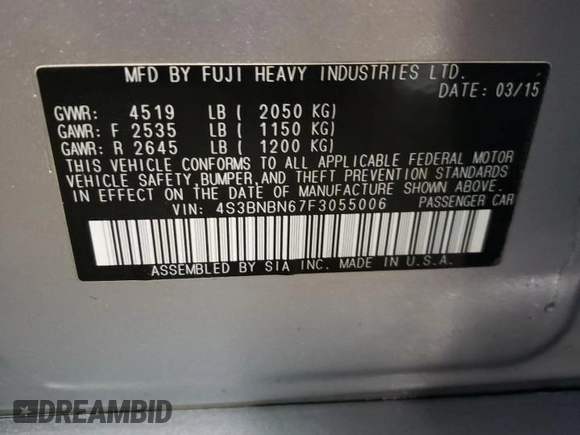 MFD BY FUJI HEAVY INDUSTRIES LTD.
DATE: 03/15
GVWR: 4519 LB ( 2050 KG)
GAWR: F 2535 LB ( 1150 KG)
GAWR: R 2645 LB ( 1200 KG)
THIS VEHICLE CONFORMS TO ALL APPLICABLE FEDERAL MOTOR
VEHICLE SAFETY, BUMPER, AND THEFT PREVENTION STANDARDS
IN EFFECT ON THE DATE OF MANUFACTURE SHOWN ABOVE.
VIN: 4S3BNBN67F3055006 PASSENGER CAR
ASSEMBLED BY SIA INC. MADE IN U.S.A.
DREAMBID